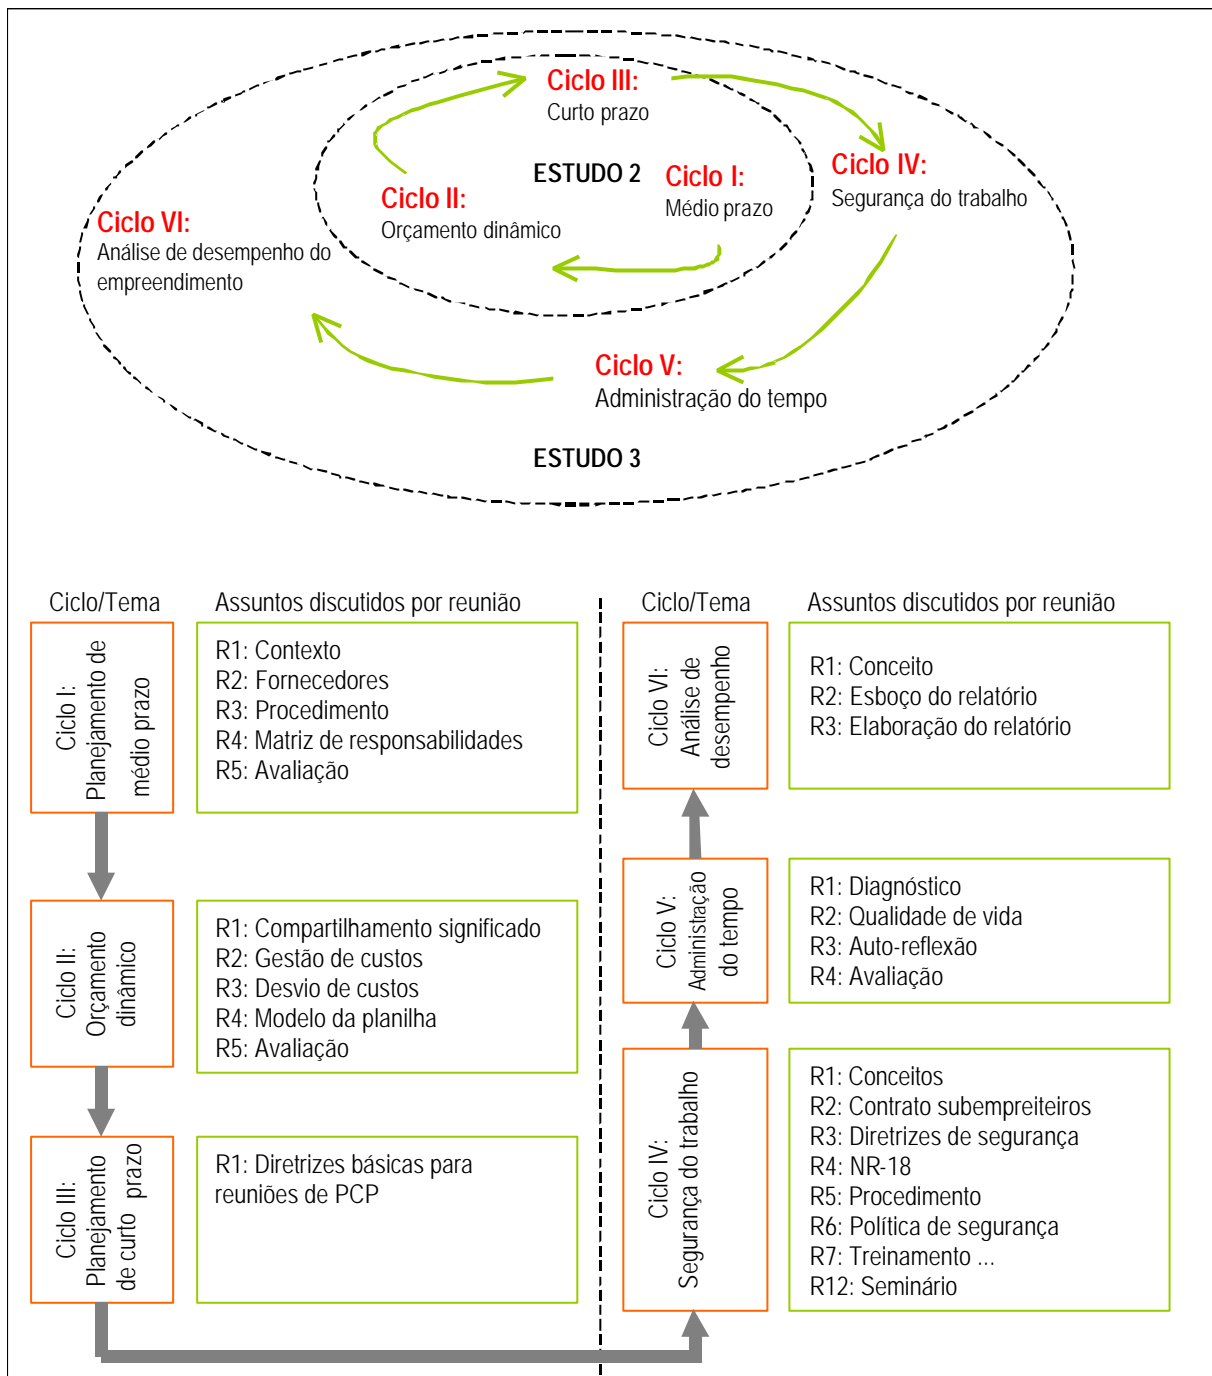 Ciclo III:
Curto prazo
ESTUDO 2
Ciclo I:
Médio prazo
Ciclo IV:
Segurança do trabalho
Ciclo II:
Orçamento dinâmico
Ciclo VI:
Análise de desempenho do
empreendimento
Ciclo V:
Administração do tempo
ESTUDO 3
Ciclo/Tema
Assuntos discutidos por reunião
Ciclo I:
Planejamento de
médio prazo
R1: Contexto
R2: Fornecedores
R3: Procedimento
R4: Matriz de responsabilidades
R5: Avaliação
Ciclo II:
Orçamento
dinâmico
R1: Compartilhamento significado
R2: Gestão de custos
R3: Desvio de custos
R4: Modelo da planilha
R5: Avaliação
Ciclo III:
Planejamento
de curto prazo
R1: Diretrizes básicas para
reuniões de PCP
Ciclo/Tema
Assuntos discutidos por reunião
Ciclo VI:
Análise de
desempenho
R1: Conceito
R2: Esboço do relatório
R3: Elaboração do relatório
Ciclo V:
Administração
do tempo
R1: Diagnóstico
R2: Qualidade de vida
R3: Auto-reflexão
R4: Avaliação
Ciclo IV:
Segurança do trabalho
R1: Conceitos
R2: Contrato subempreiteiros
R3: Diretrizes de segurança
R4: NR-18
R5: Procedimento
R6: Política de segurança
R7: Treinamento ...
R12: Seminário